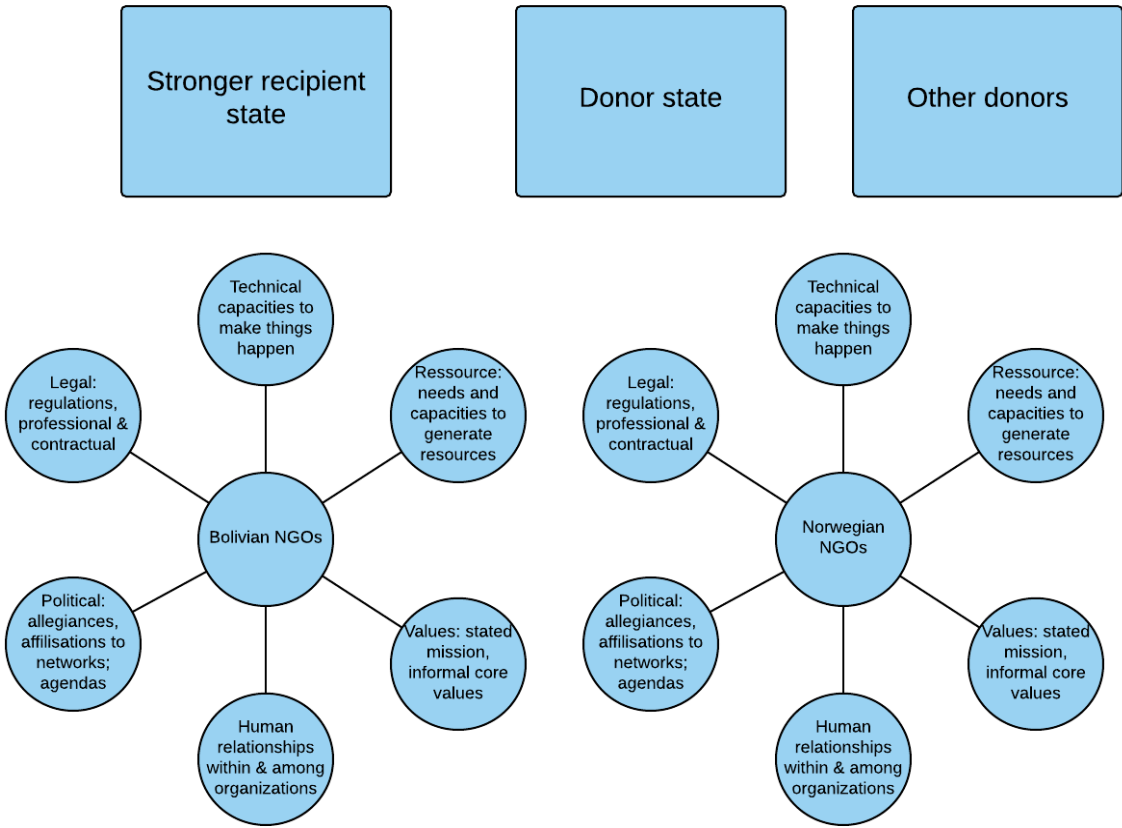 Stronger recipient
state
Donor state
Other donors
Technical
capacities to
make things
happen
Legal:
regulations,
professional &
contractual
Ressource:
needs and
capacities to
generate
resources
Bolivian NGOs
Political:
allegiances,
affilisations to
networks;
agendas
Values: stated
mission,
informal core
values
Human
relationships
within & among
organizations
Technical
capacities to
make things
happen
Legal:
regulations,
professional &
contractual
Ressource:
needs and
capacities to
generate
resources
Norwegian
NGOs
Political:
allegiances,
affilisations to
networks;
agendas
Values: stated
mission,
informal core
values
Human
relationships
within & among
organizations